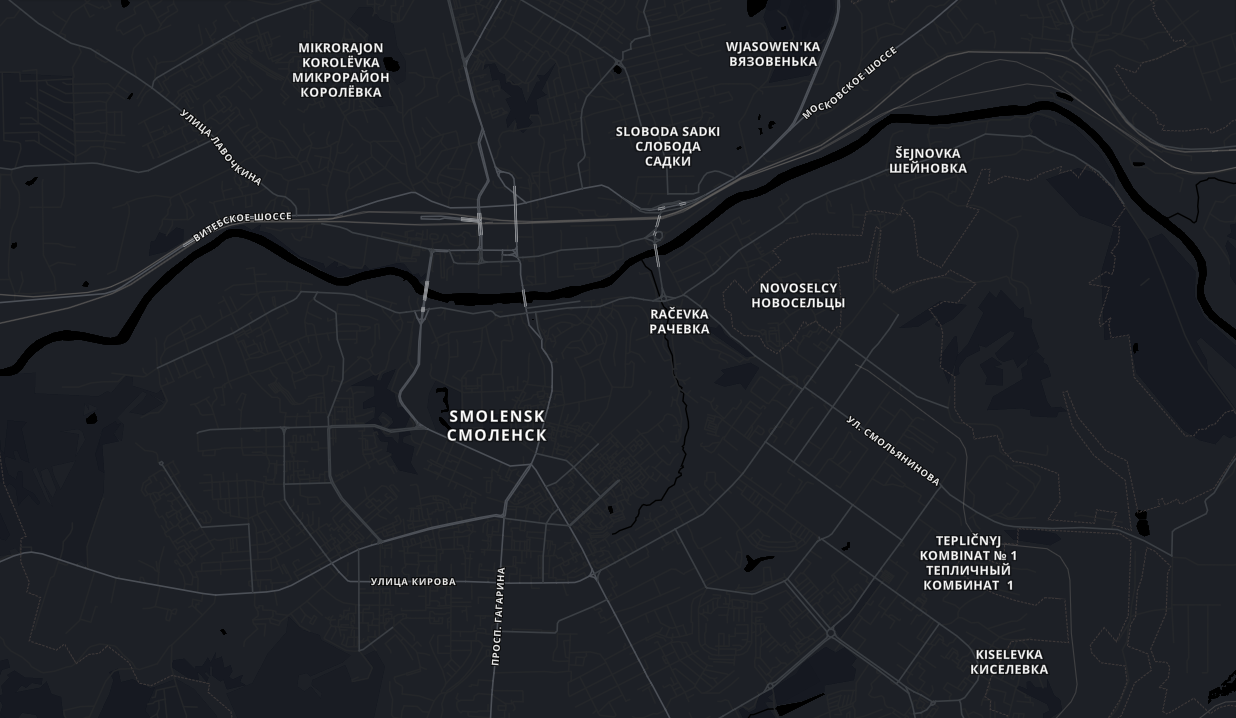 MIKRORAJON
KOROLËVKA
МИКРОРАЙОН
КОРОЛЁВКА
WJASOWEN'KA
ВЯЗОВЕНЬКА
МОСКОВСКОЕ ШОССЕ
SLOBODA SADKI
СЛОБОДА
САДКИ
УЛИЦА ЛАВОЧКИНА
ŠEJNOVKA
ШЕЙНОВКА
ВИТЕБСКОЕ ШОССЕ
NOVOSELCY
НОВОСЕЛЬЦЫ
RAČEVKA
РАЧЕВКА
SMOLENSK
СМОЛЕНСК
УЛ. СМОЛЬЯНИНОВА
TEPLIČNYJ
KOMBINAT № 1
ТЕПЛИЧНЫЙ
КОМБИНАТ 1
УЛИЦА КИРОВА
ПРОСП. ГАГАРИНА
KISELEVKA
КИСЕЛЕВКА